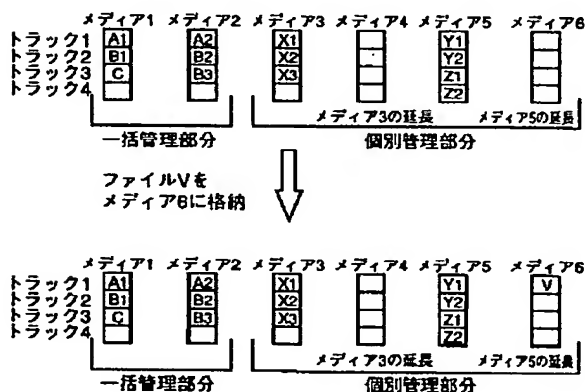 メディア1 メディア2 メディア3 メディア4 メディア5 メディア6
トラック1 A1 A2 X1 Y1
トラック2 B1 B2 X2 Y2
トラック3 C B3 X3 Z1
トラック4 Z2
メディア3の延長 メディア5の延長
一括管理部分 個別管理部分
ファイルVを
メディア6に格納
メディア1 メディア2 メディア3 メディア4 メディア5 メディア6
トラック1 A1 A2 X1 Y1 V
トラック2 B1 B2 X2 Y2
トラック3 C B3 X3 Z1
トラック4 Z2
メディア3の延長 メディア5の延長
一括管理部分 個別管理部分